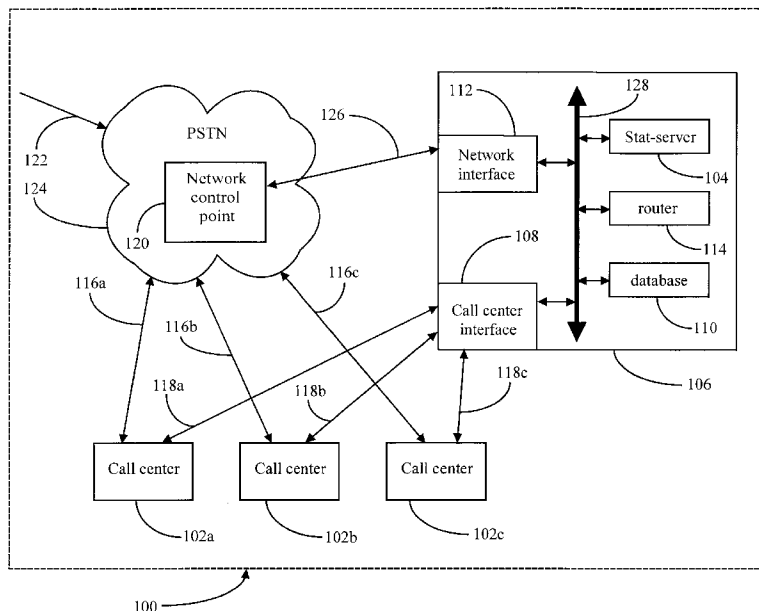 112
128
PSTN
126
Stat-server
122
Network
interface
104
124
Network
control
point
router
120
108
114
116c
database
116a
Call center
interface
110
116b
118a
118b
118c
106
Call center
Call center
Call center
102a
102b
102c
100